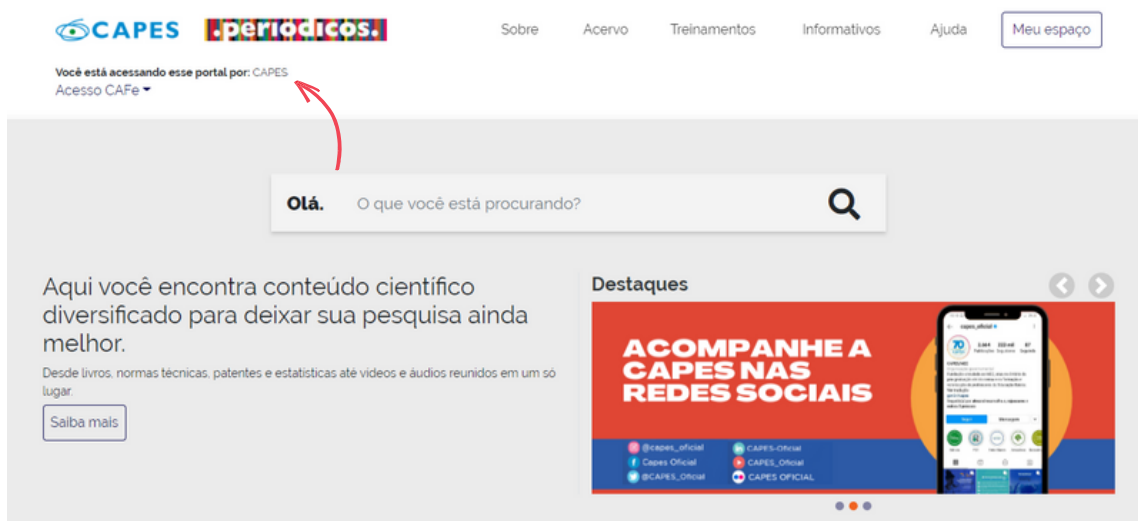 CAPES .periodicos.
Sobre Acervo Treinamentos Informativos Ajuda Meu espaço
Você está acessando esse portal por: CAPES
Acesso CAFe
Olá. O que você está procurando?
Aqui você encontra conteúdo científico
diversificado para deixar sua pesquisa ainda
melhor.
Desde livros, normas técnicas, patentes e estatísticas até vídeos e áudios reunidos em um só
lugar.
Saiba mais
Destaques
ACOMPANHE A
CAPES NAS
REDES SOCIAIS
@capes_oficial CAPES-Oficial
Capes Oficial CAPES_Oficial
@CAPES_Oficial CAPES OFICIAL
capes_oficial
70